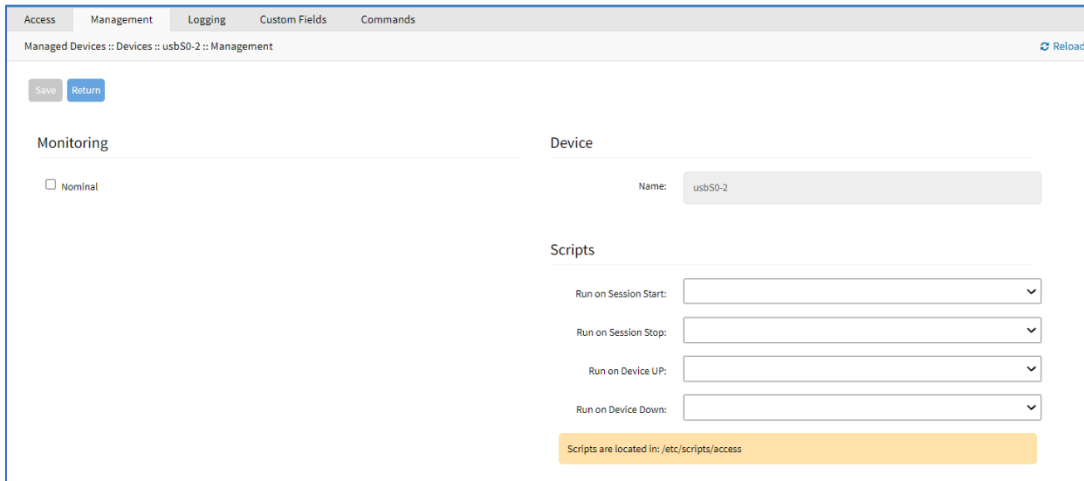 Access Management Logging Custom Fields Commands
Managed Devices :: Devices :: usbS0-2 :: Management Reload
Save Return
Monitoring Device
Nominal Name: usbS0-2
Scripts
Run on Session Start:
Run on Session Stop:
Run on Device UP:
Run on Device Down:
Scripts are located in: /etc/scripts/access